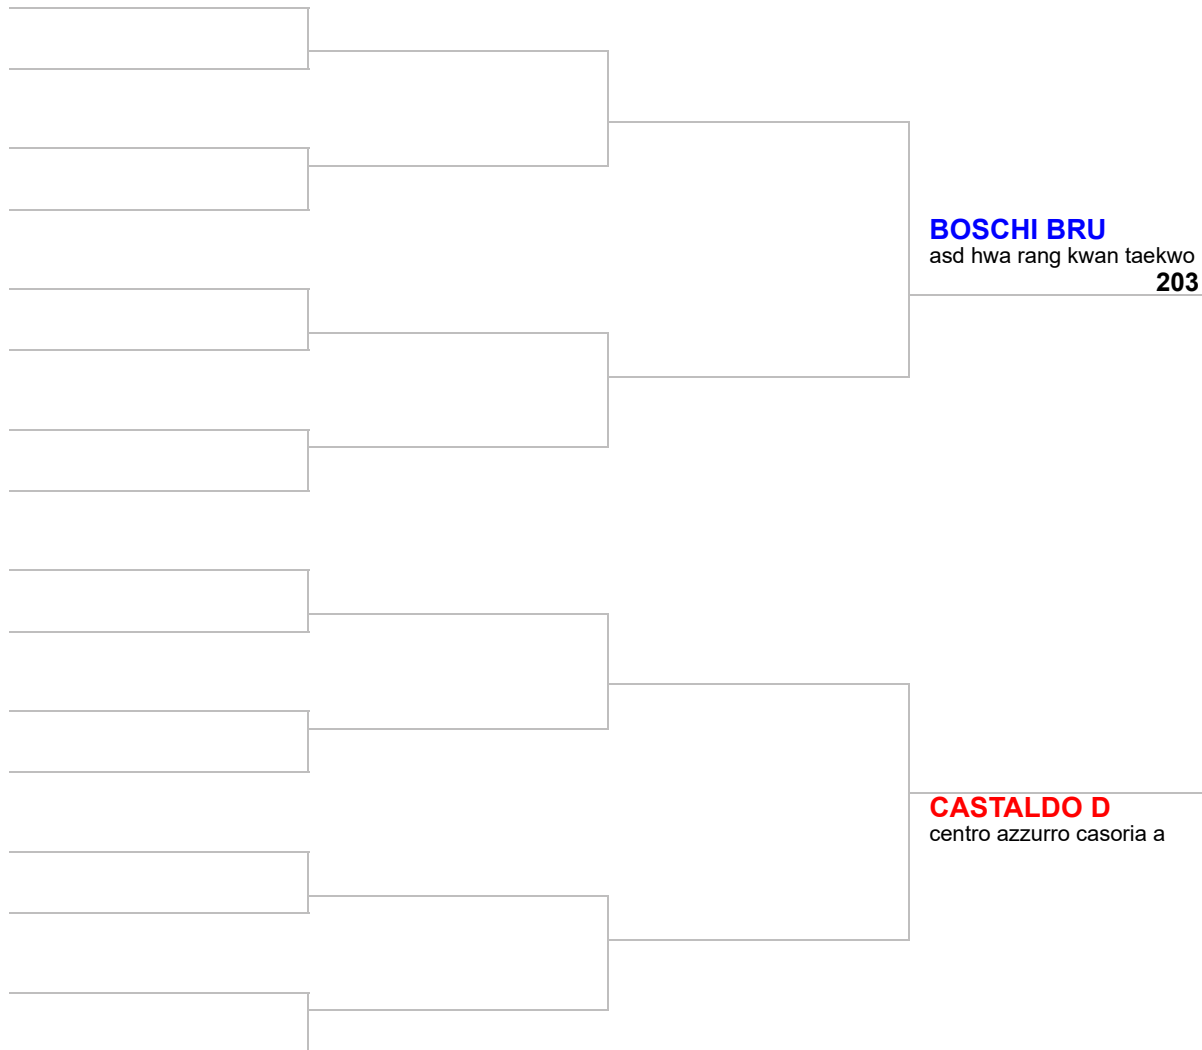 BOSCHI BRU
asd hwa rang kwan taekwo
203
CASTALDO D
centro azzurro casoria a